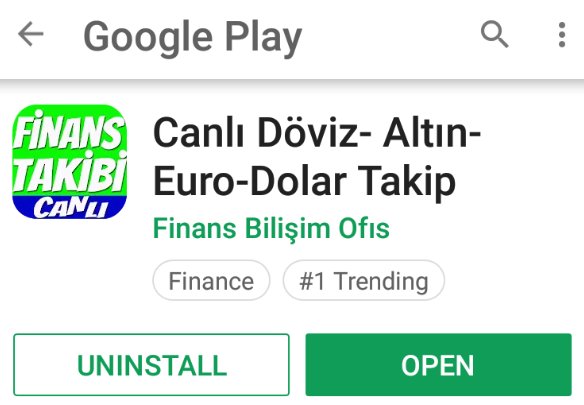 Google Play
FİNANS
TAKİBİ
CANLI
Canlı Döviz- Altın-
Euro-Dolar Takip
Finans Bilişim Ofıs
Finance
#1 Trending
UNINSTALL
OPEN